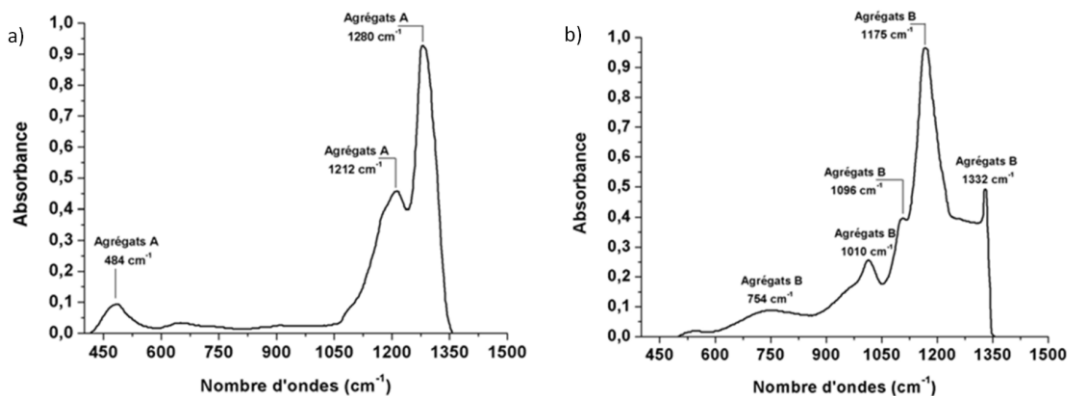 a)
Absorbance
1,0
0,9
0,8
0,7
0,6
0,5
0,4
0,3
0,2
0,1
0,0
Agrégats A
1280 cm⁻¹
Agrégats A
1212 cm⁻¹
Agrégats A
484 cm⁻¹
450 600 750 900 1050 1200 1350 1500
Nombre d'ondes (cm⁻¹)
b)
Absorbance
1,0
0,9
0,8
0,7
0,6
0,5
0,4
0,3
0,2
0,1
0,0
Agrégats B
1175 cm⁻¹
Agrégats B
1332 cm⁻¹
Agrégats B
1096 cm⁻¹
Agrégats B
1010 cm⁻¹
Agrégats B
754 cm⁻¹
450 600 750 900 1050 1200 1350 1500
Nombre d'ondes (cm⁻¹)